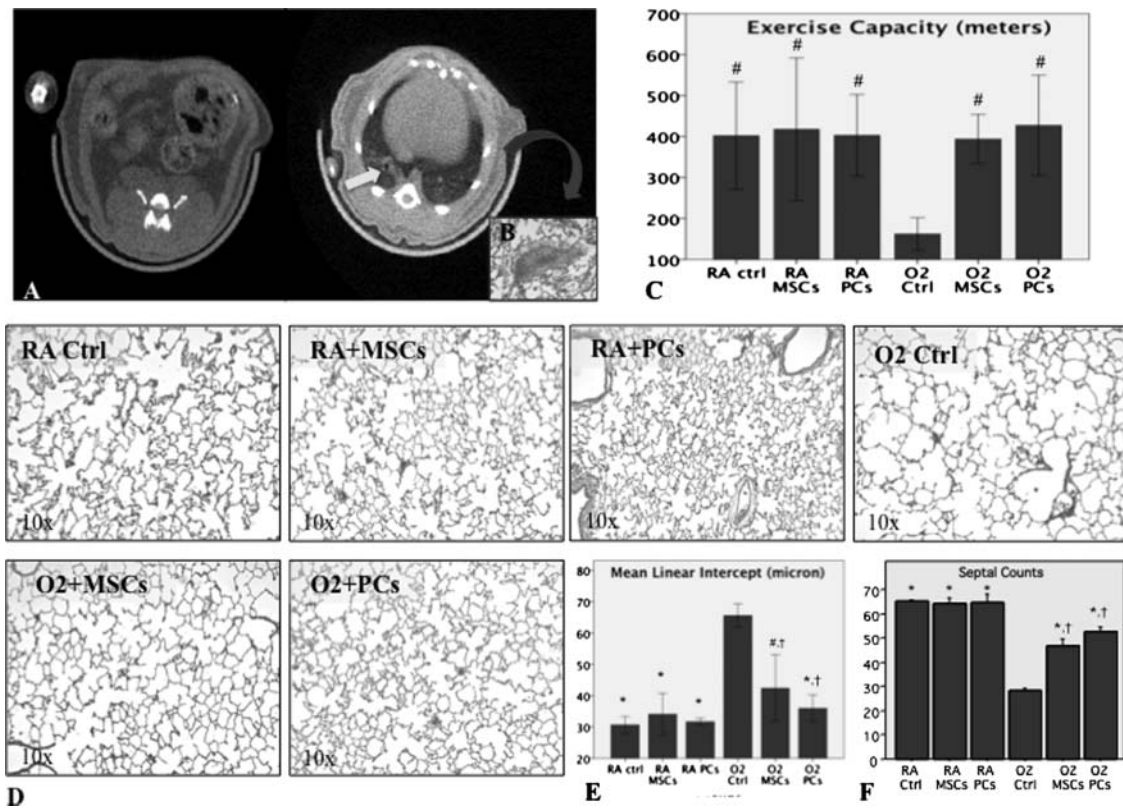 A
B
Exercise Capacity (meters)
700
600
500
400
300
160
100
# # # # #
RA ctrl RA MSCs RA PCs O2 Ctrl O2 MSCs O2 PCs
C
RA Ctrl
10x
RA+MSCs
10x
RA+PCs
10x
O2 Ctrl
10x
O2+MSCs
10x
O2+PCs
10x
D
Mean Linear Intercept (micron)
80
70
60
50
40
30
20
* * * #,† *,†
RA ctrl RA MSCs RA PCs O2 Ctrl O2 MSCs O2 PCs
E
Septal Counts
70
60
50
40
30
20
10
0
* * * *,† *,†
RA Ctrl RA MSCs RA PCs O2 Ctrl O2 MSCs O2 PCs
F